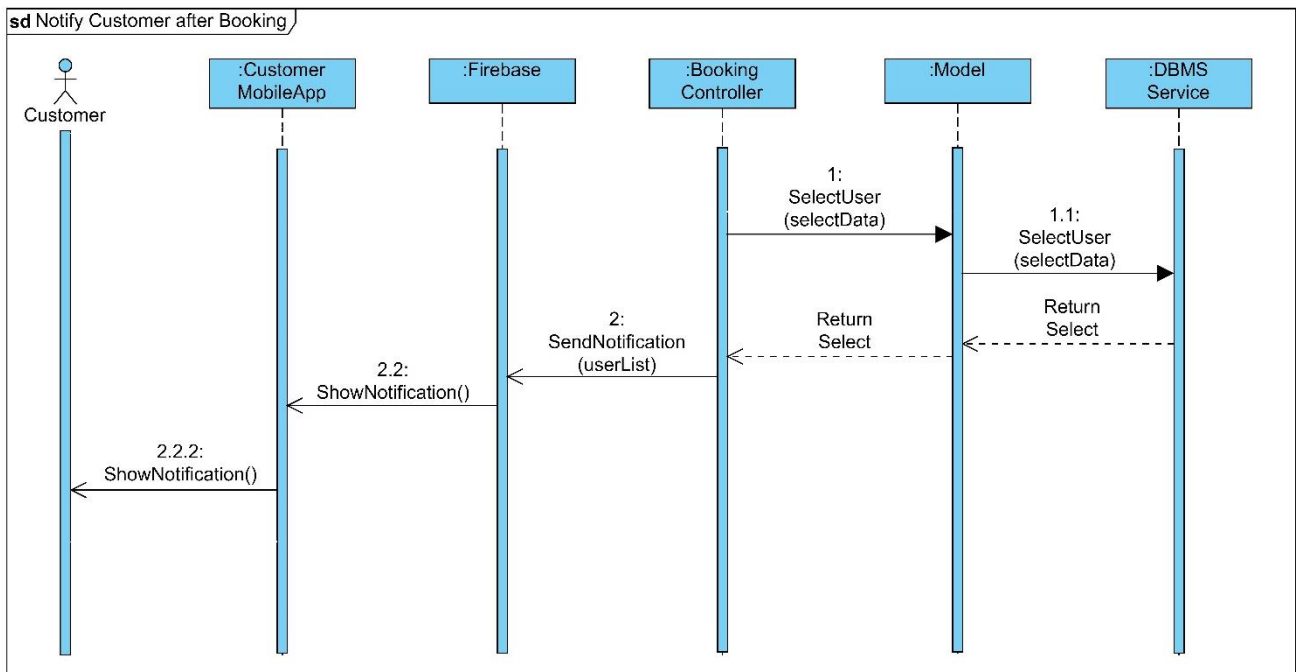 sd Notify Customer after Booking
Customer
:Customer
MobileApp
:Firebase
:Booking
Controller
:Model
:DBMS
Service
1:
SelectUser
(selectData)
1.1:
SelectUser
(selectData)
Return
Select
Return
Select
2:
SendNotification
(userList)
2.2:
ShowNotification()
2.2.2:
ShowNotification()